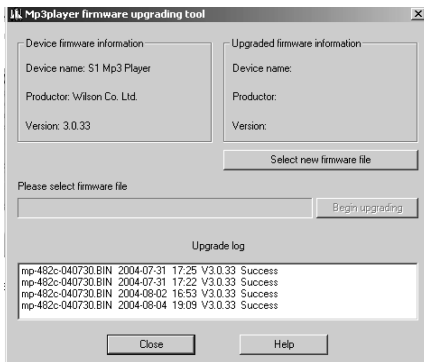 Mp3player firmware upgrading tool
Device firmware information
Device name: S1 Mp3 Player
Productor: Wilson Co. Ltd.
Version: 3.0.33
Upgraded firmware information
Device name:
Productor:
Version:
Select new firmware file
Please select firmware file
Begin upgrading
Upgrade log
mp-482c-040730.BIN 2004-07-31 17:25 V3.0.33 Success
mp-482c-040730.BIN 2004-07-31 17:22 V3.0.33 Success
mp-482c-040730.BIN 2004-08-02 16:53 V3.0.33 Success
mp-482c-040730.BIN 2004-08-04 19:09 V3.0.33 Success
Close
Help